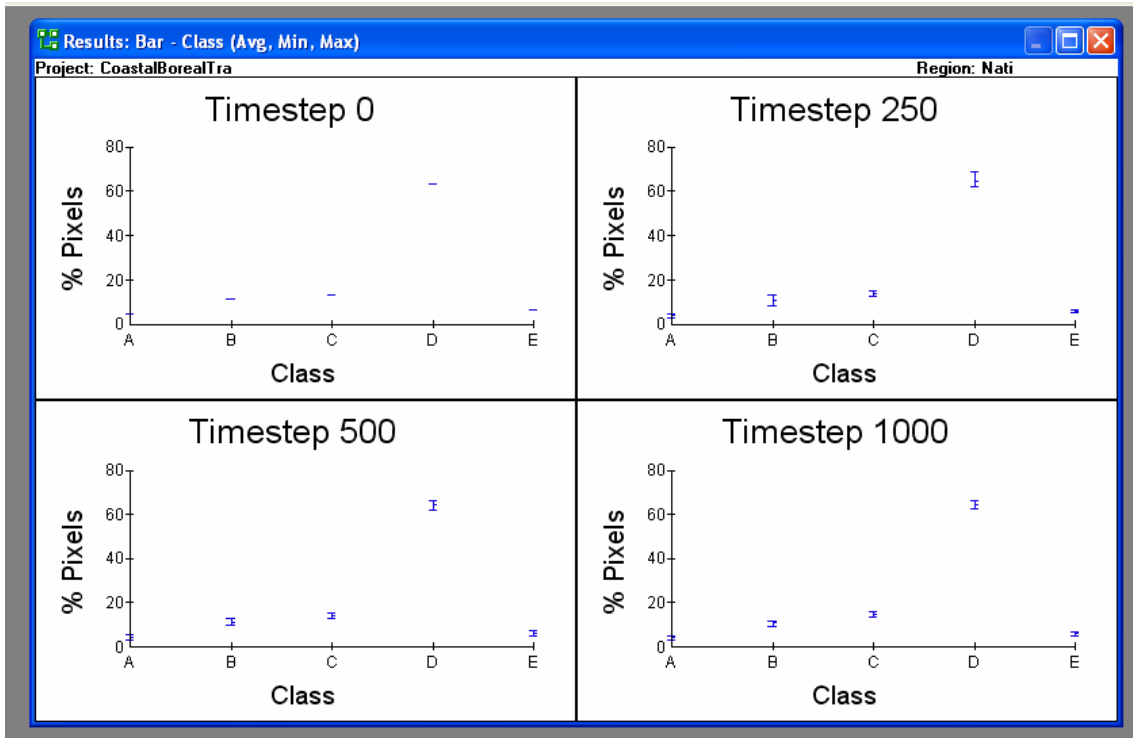 Results: Bar - Class (Avg, Min, Max)
Project: CoastalBorealTra Region: Nati
Timestep 0
80
60
40
20
0
% Pixels
A B C D E
Class
Timestep 250
80
60
40
20
0
% Pixels
A B C D E
Class
Timestep 500
80
60
40
20
0
% Pixels
A B C D E
Class
Timestep 1000
80
60
40
20
0
% Pixels
A B C D E
Class